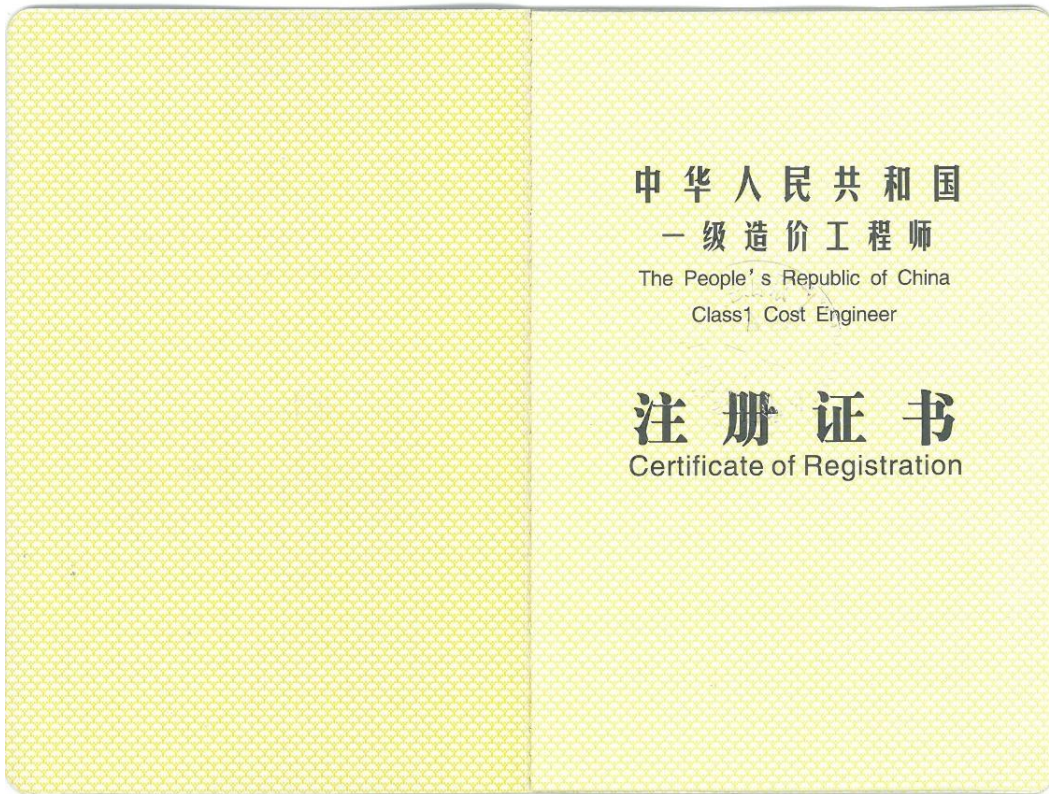 中华人民共和国
一级造价工程师
The People's Republic of China
Class1 Cost Engineer
注册证书
Certificate of Registration